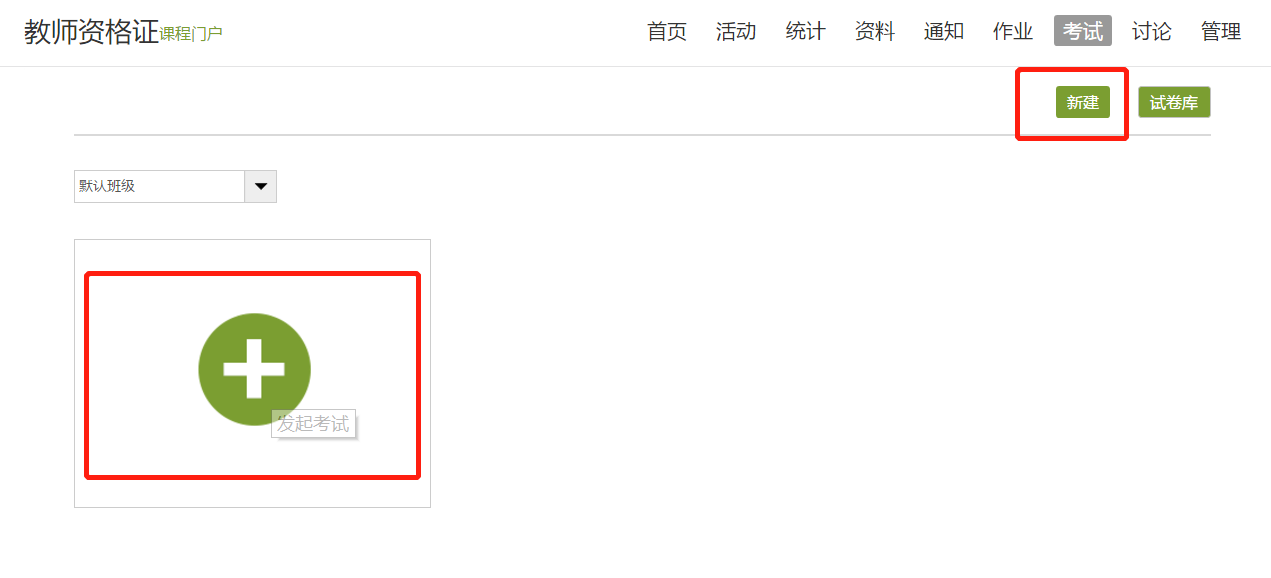 教师资格证课程门户 首页 活动 统计 资料 通知 作业 考试 讨论 管理
新建 试卷库
默认班级
发起考试